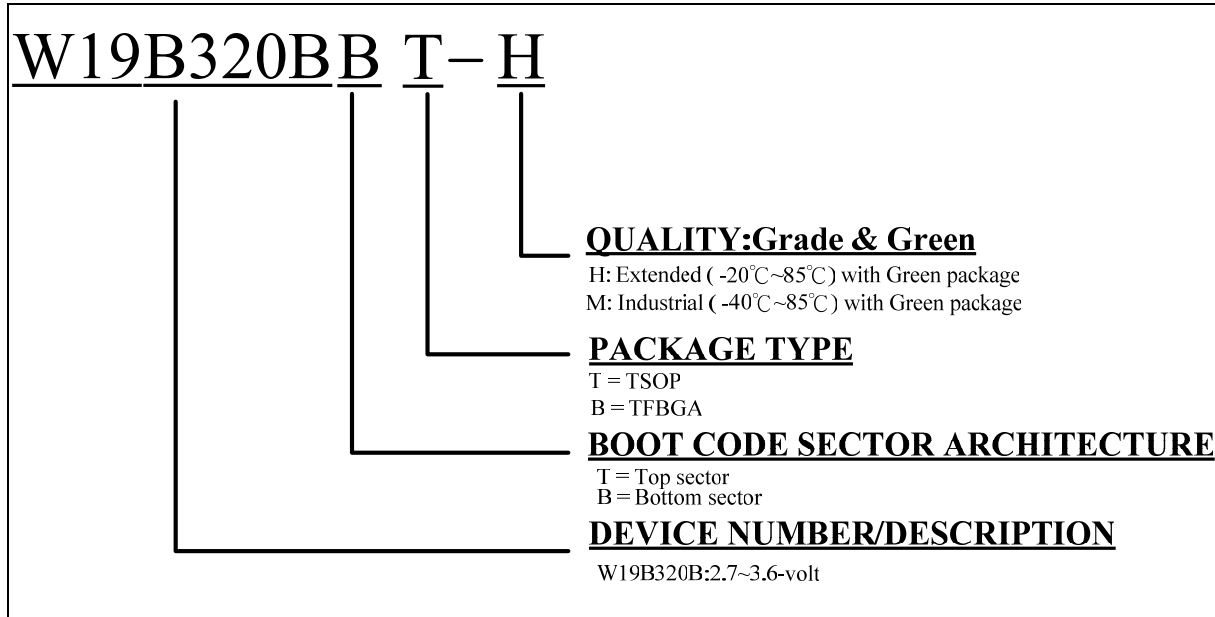 W19B320B B T - H
QUALITY:Grade & Green
H: Extended ( -20℃~85℃) with Green package
M: Industrial ( -40℃~85℃) with Green package
PACKAGE TYPE
T = TSOP
B = TFBGA
BOOT CODE SECTOR ARCHITECTURE
T = Top sector
B = Bottom sector
DEVICE NUMBER/DESCRIPTION
W19B320B:2.7~3.6-volt